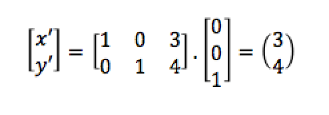 [x′ y′] = [1 0 3; 0 1 4] . [0 0 1] = (3 4)